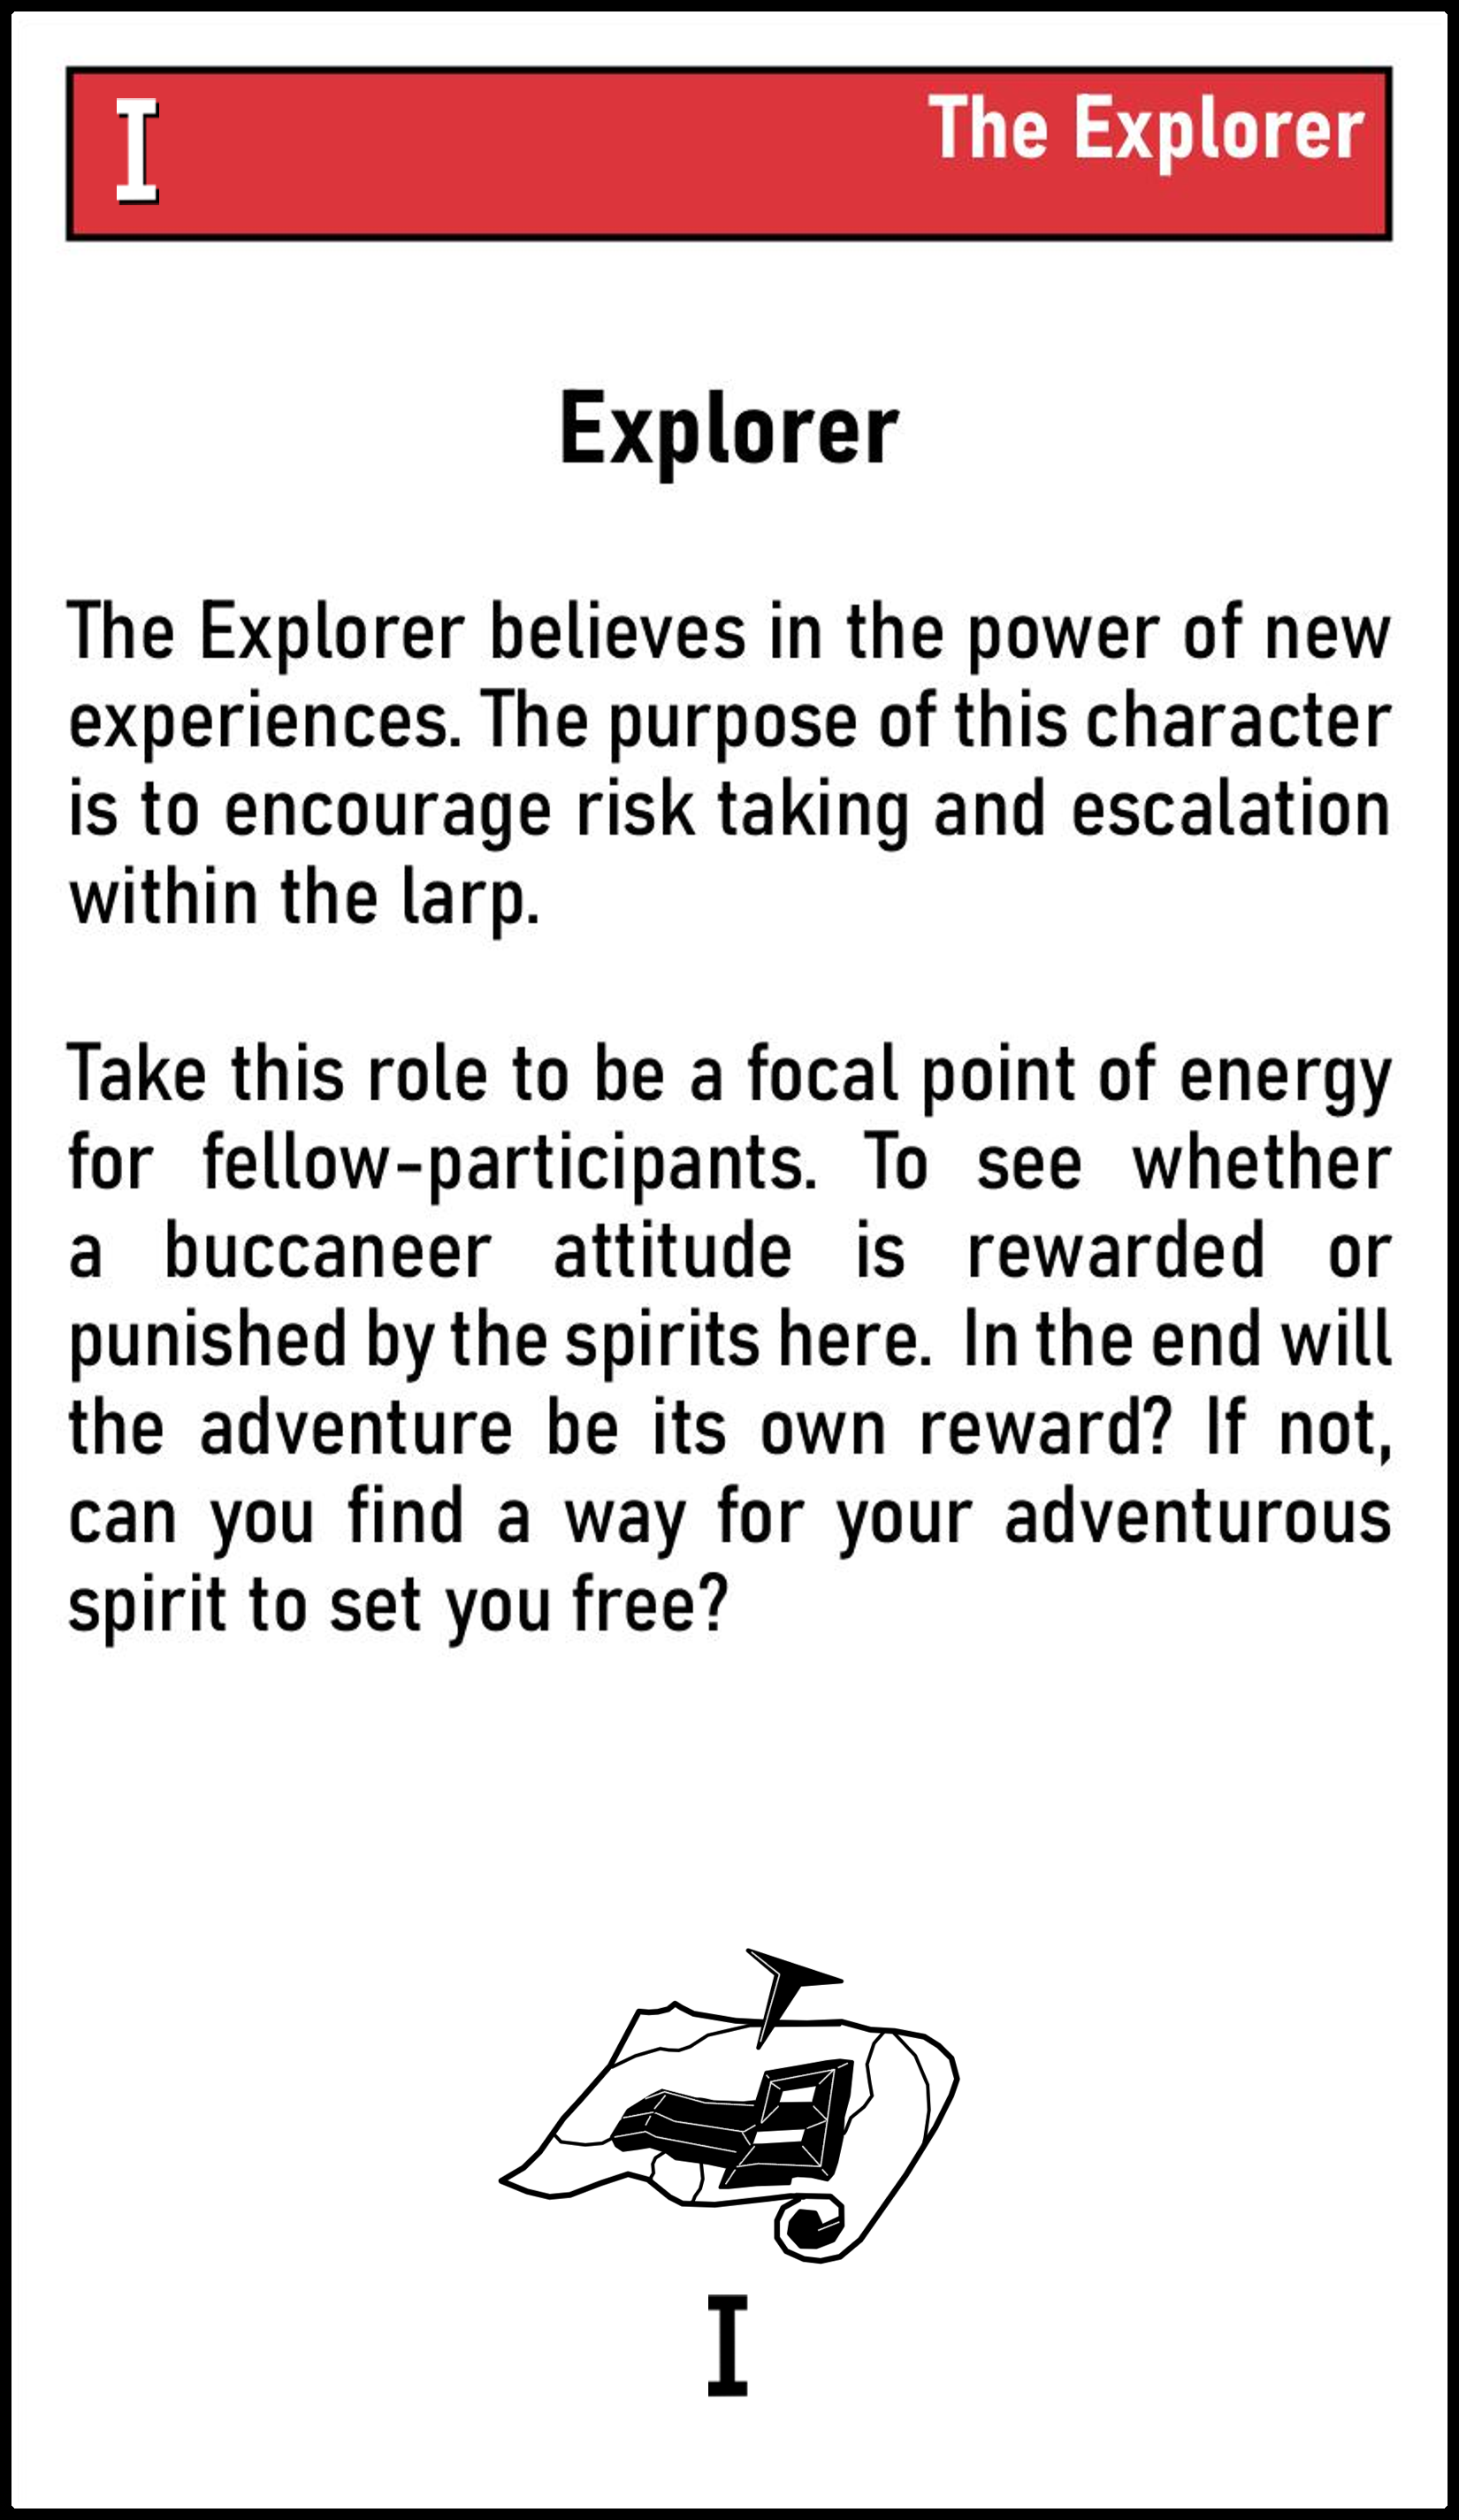 I
The Explorer
Explorer
The Explorer believes in the power of new
experiences. The purpose of this character
is to encourage risk taking and escalation
within the larp.
Take this role to be a focal point of energy
for fellow-participants. To see whether
a buccaneer attitude is rewarded or
punished by the spirits here. In the end will
the adventure be its own reward? If not,
can you find a way for your adventurous
spirit to set you free?
I